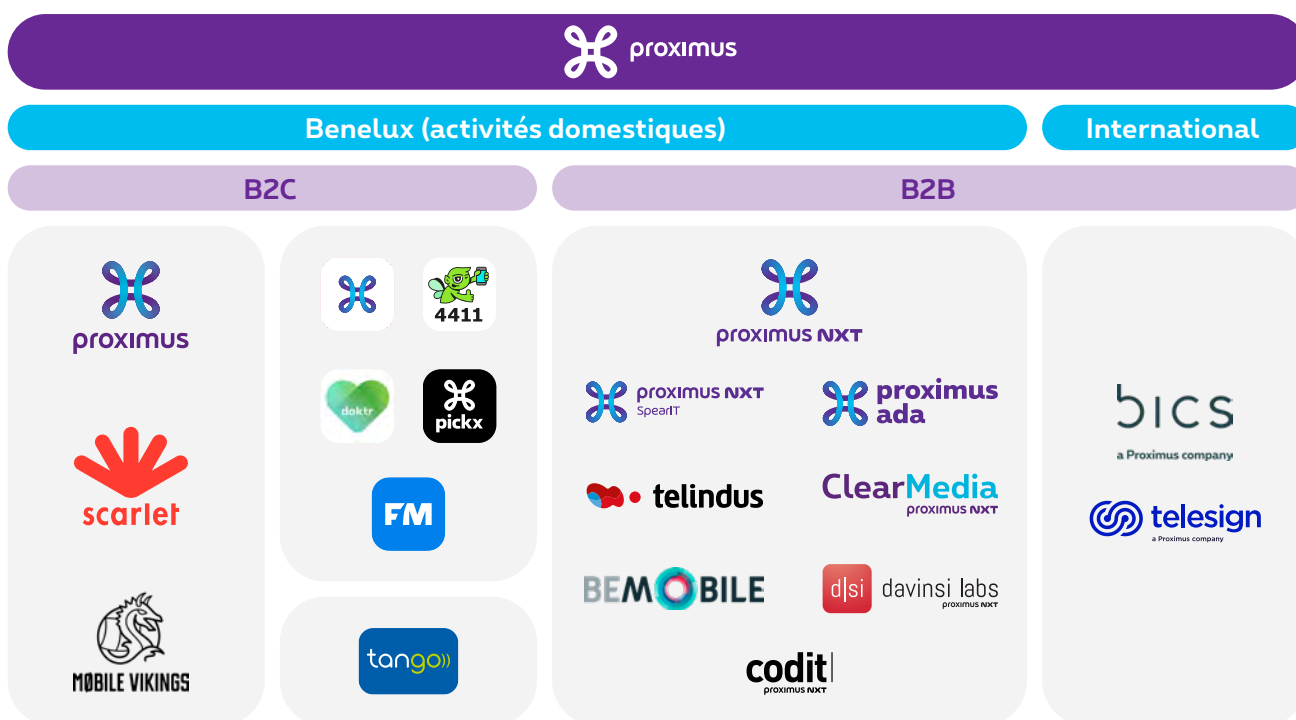 proximus
Benelux (activités domestiques)
International
B2C
B2B
proximus
scarlet
MØBILE VIKINGS
4411
doktr
pickx
FM
tango
proximus NXT
proximus NXT
SpearIT
proximus
ada
telindus
ClearMedia
proximus NXT
BEMOBILE
d|si davinsi labs
proximus NXT
codit
proximus NXT
bics
a Proximus company
telesign
a Proximus company